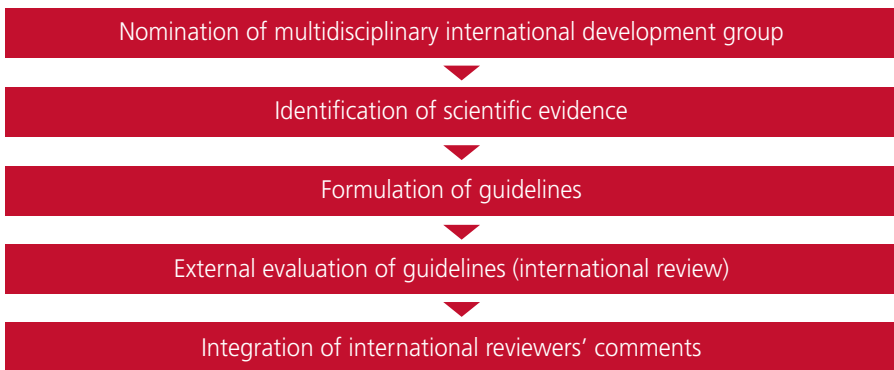 Nomination of multidisciplinary international development group
Identification of scientific evidence
Formulation of guidelines
External evaluation of guidelines (international review)
Integration of international reviewers’ comments